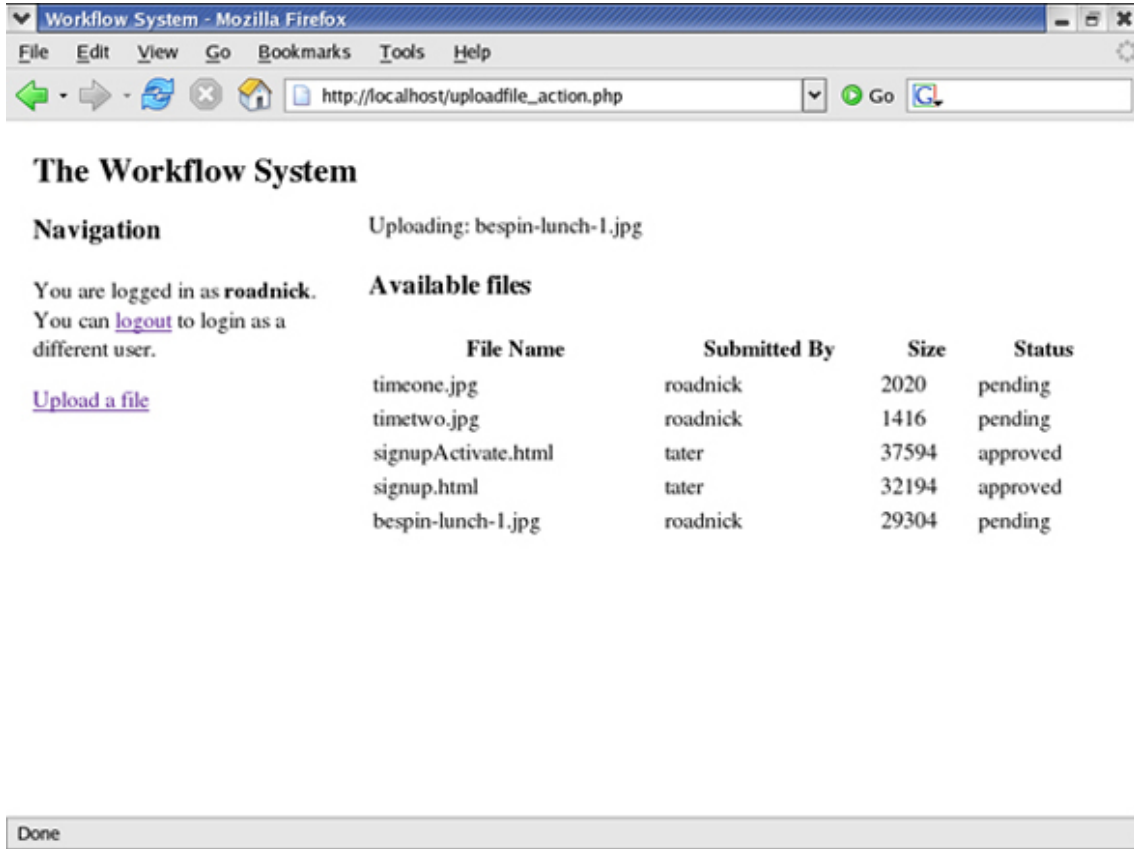 Workflow System - Mozilla Firefox
File Edit View Go Bookmarks Tools Help
http://localhost/uploadfile_action.php Go G
The Workflow System
Navigation
You are logged in as roadnick.
You can logout to login as a
different user.
Upload a file
Uploading: bespin-lunch-1.jpg
Available files
File Name Submitted By Size Status
timeone.jpg roadnick 2020 pending
timetwo.jpg roadnick 1416 pending
signupActivate.html tater 37594 approved
signup.html tater 32194 approved
bespin-lunch-1.jpg roadnick 29304 pending
Done